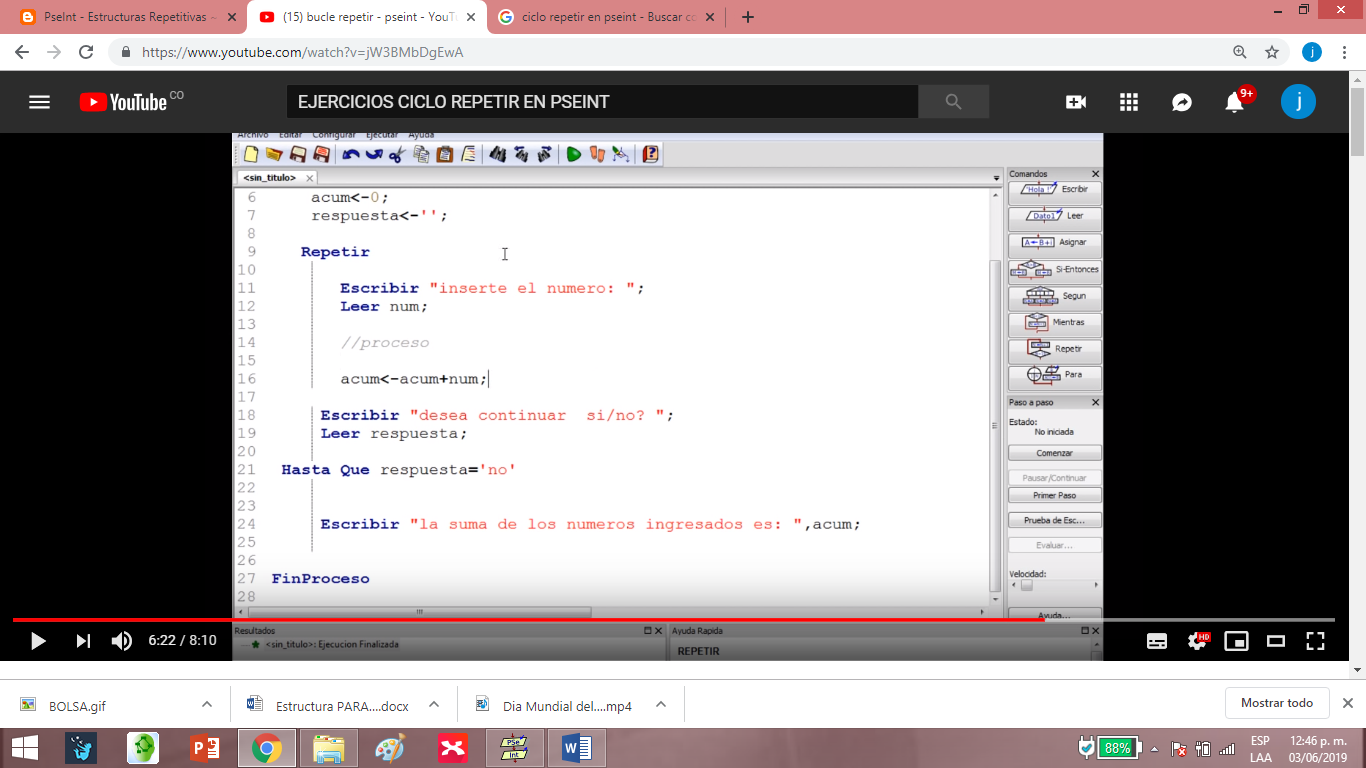 PseInt - Estructuras Repetitivas -
(15) bucle repetir - pseint - YouTu
ciclo repetir en pseint - Buscar co
https://www.youtube.com/watch?v=jW3BMbDgEwA
j
YouTube CO
EJERCICIOS CICLO REPETIR EN PSEINT
9+
j
Archivo Editar Configurar Ejecutar Ayuda
<sin_titulo>
6 acum<-0;
7 respuesta<-'';
8
9 Repetir
10
11 Escribir "inserte el numero: ";
12 Leer num;
13
14 //proceso
15
16 acum<-acum+num;
17
18 Escribir "desea continuar  si/no? ";
19 Leer respuesta;
20
21 Hasta Que respuesta='no'
22
23
24 Escribir "la suma de los numeros ingresados es: ",acum;
25
26
27 FinProceso
28
Comandos
'Hola !' Escribir
Dato1 Leer
A←B+i Asignar
Si-Entonces
Segun
Mientras
Repetir
Para
Paso a paso
Estado:
No iniciada
Comenzar
Pausar/Continuar
Primer Paso
Prueba de Esc...
Evaluar...
Velocidad:
Ayuda...
Resultados
<sin_titulo>: Ejecucion Finalizada
Ayuda Rapida
REPETIR
6:22 / 8:10
HD
BOLSA.gif
Estructura PARA....docx
Dia Mundial del....mp4
Mostrar todo
PSe
Int
88%
ESP
LAA
12:46 p. m.
03/06/2019